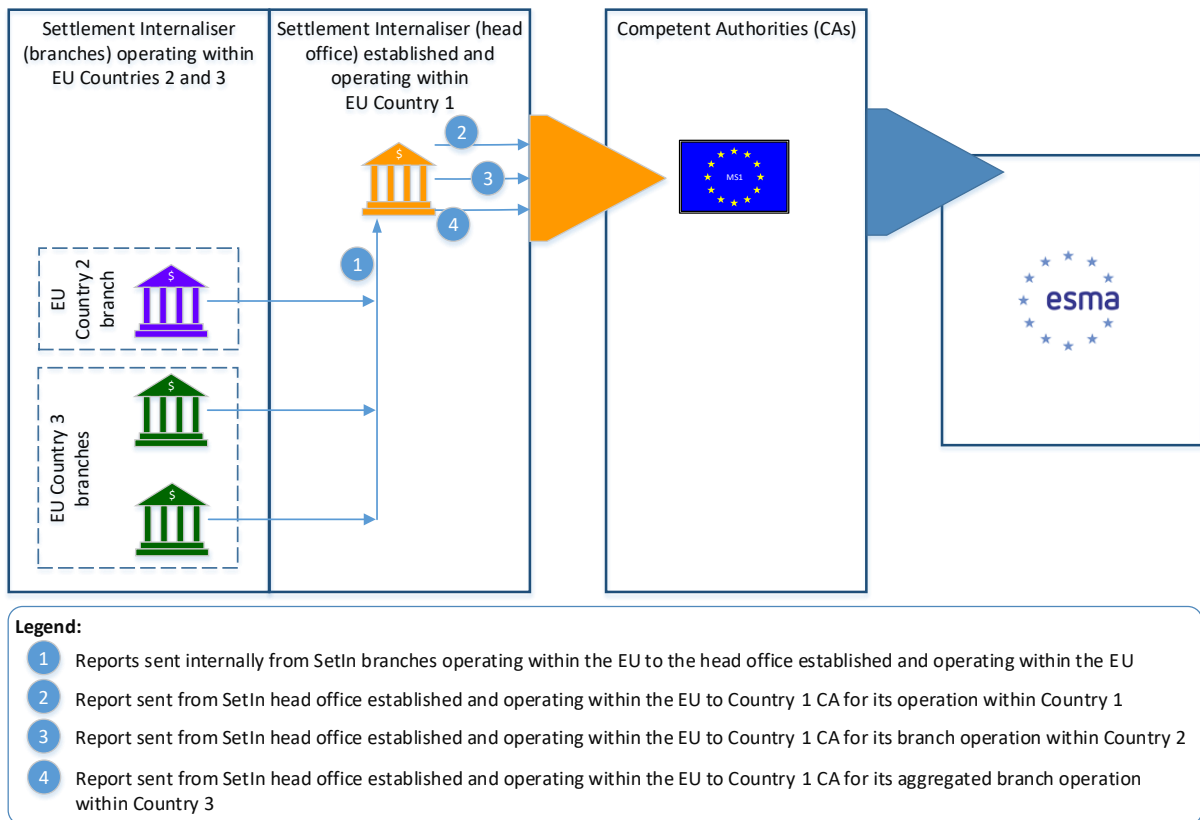 Settlement Internaliser
(branches) operating within
EU Countries 2 and 3
Settlement Internaliser (head
office) established and
operating within
EU Country 1
Competent Authorities (CAs)
2
$
3
MS1
4
1
EU
Country 2
branch
$
esma
EU Country 3
branches
$
$
Legend:
1 Reports sent internally from SetIn branches operating within the EU to the head office established and operating within the EU
2 Report sent from SetIn head office established and operating within the EU to Country 1 CA for its operation within Country 1
3 Report sent from SetIn head office established and operating within the EU to Country 1 CA for its branch operation within Country 2
4 Report sent from SetIn head office established and operating within the EU to Country 1 CA for its aggregated branch operation
within Country 3